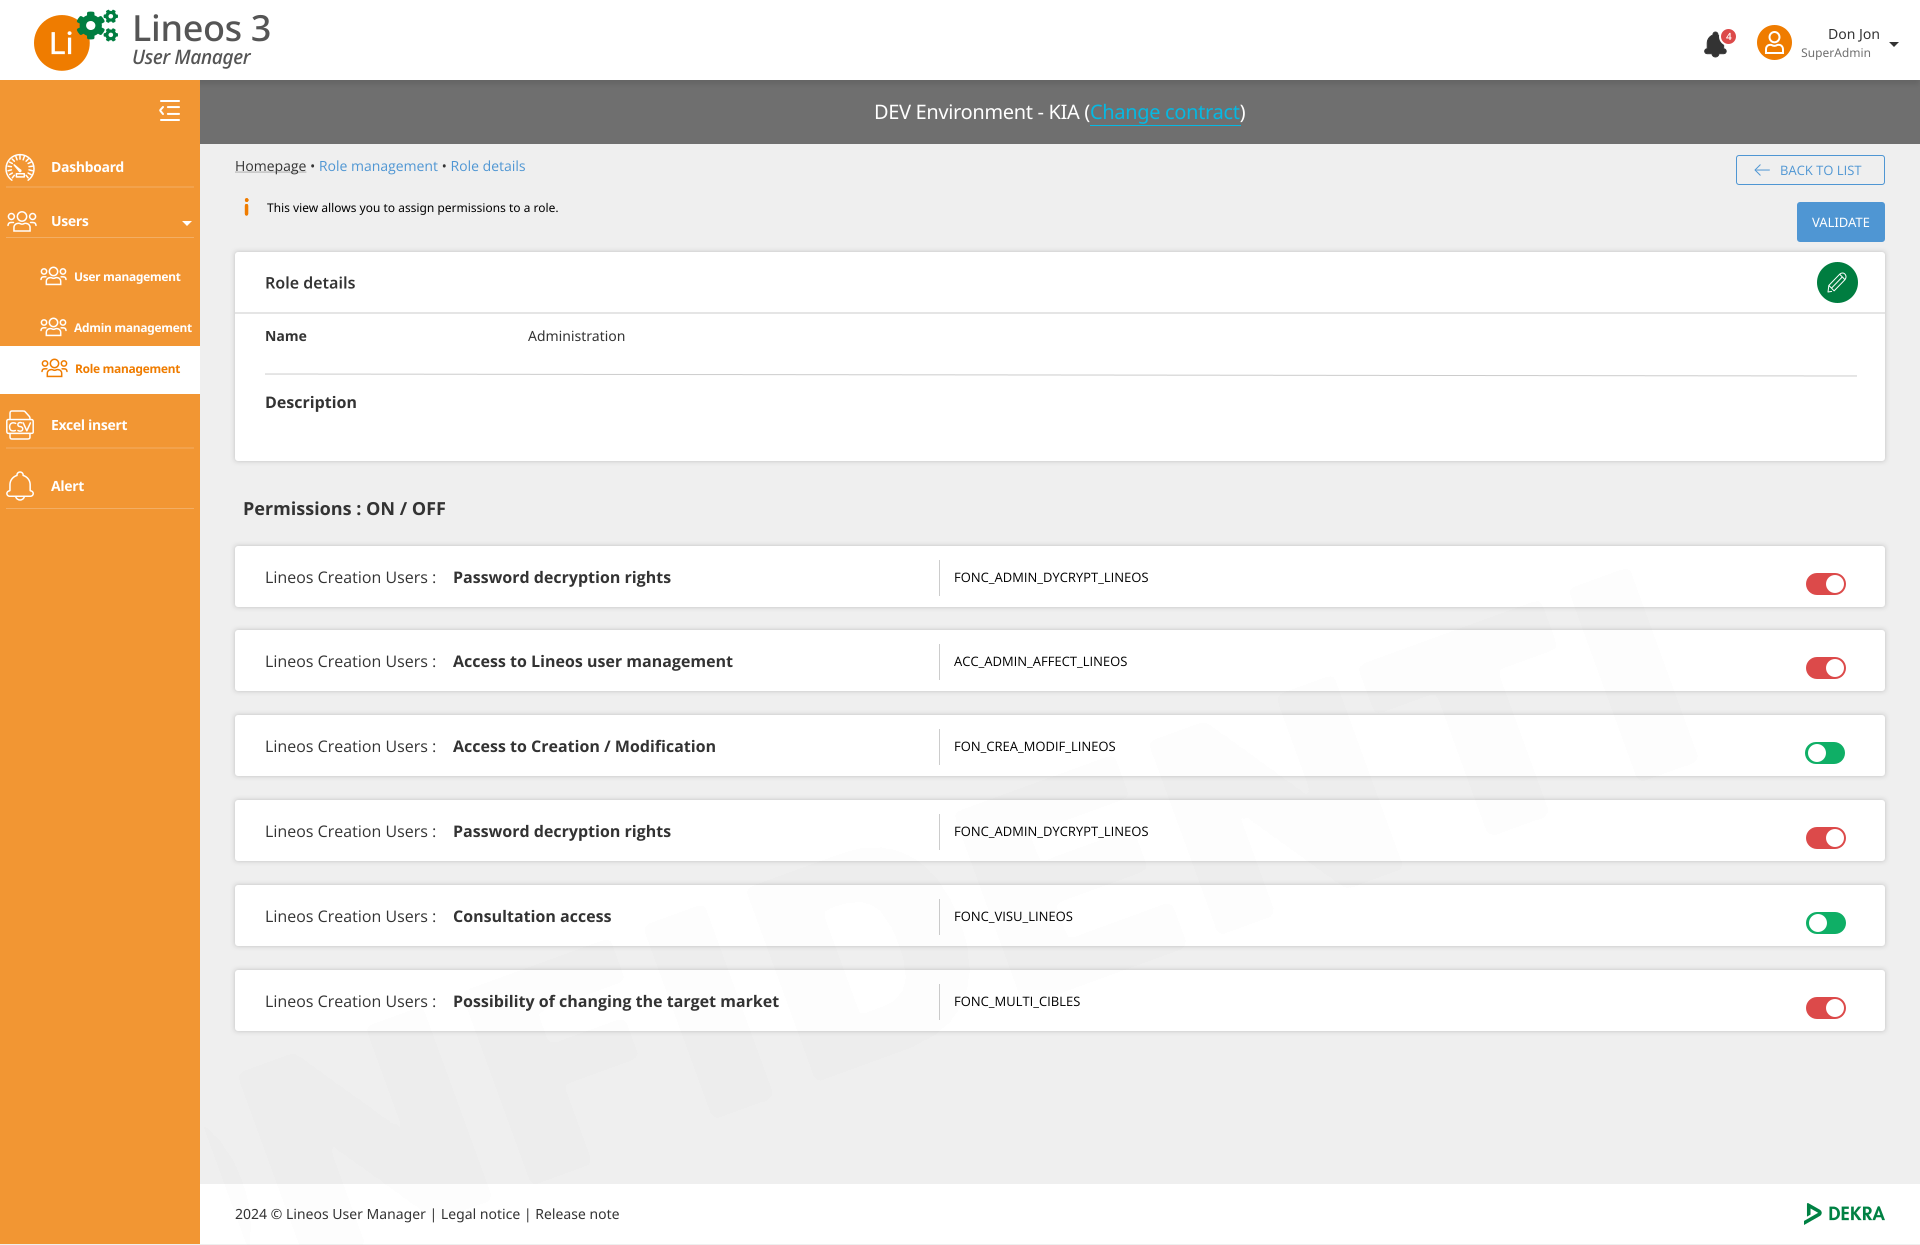 Li
Lineos 3
User Manager
4
Don Jon
SuperAdmin
DEV Environment - KIA (Change contract)
Dashboard
Users
User management
Admin management
Role management
CSV
Excel insert
Alert
Homepage • Role management • Role details
BACK TO LIST
This view allows you to assign permissions to a role.
VALIDATE
Role details
Name
Administration
Description
Permissions : ON / OFF
Lineos Creation Users : Password decryption rights FONC_ADMIN_DYCRYPT_LINEOS
Lineos Creation Users : Access to Lineos user management ACC_ADMIN_AFFECT_LINEOS
Lineos Creation Users : Access to Creation / Modification FON_CREA_MODIF_LINEOS
Lineos Creation Users : Password decryption rights FONC_ADMIN_DYCRYPT_LINEOS
Lineos Creation Users : Consultation access FONC_VISU_LINEOS
Lineos Creation Users : Possibility of changing the target market FONC_MULTI_CIBLES
NFIDENTI
2024 © Lineos User Manager | Legal notice | Release note
DEKRA